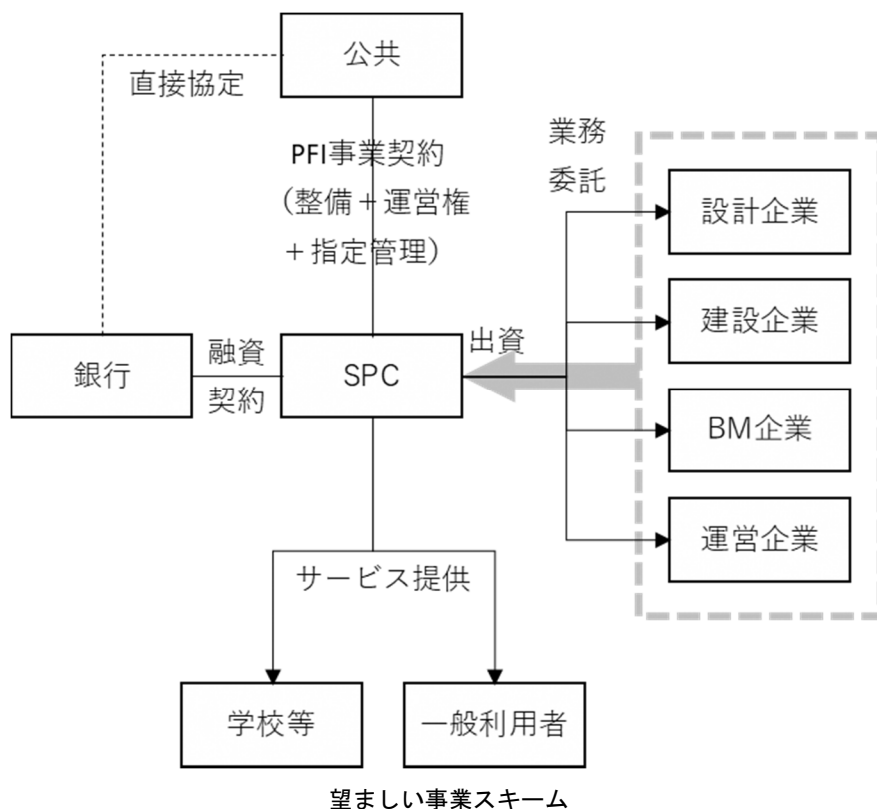 公共
直接協定
PFI事業契約
（整備＋運営権
＋指定管理）
業務
委託
設計企業
建設企業
BM企業
運営企業
出資
銀行
融資
契約
SPC
サービス提供
学校等
一般利用者
望ましい事業スキーム